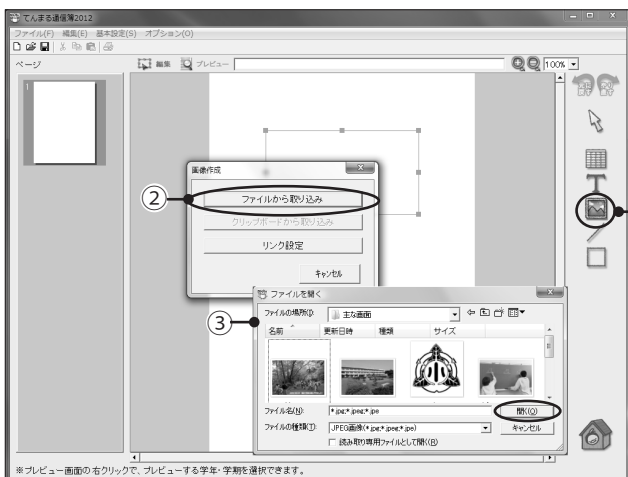 てんまる通信簿2012
ファイル(F) 編集(E) 基本設定(S) オプション(O)
ページ
編集 プレビュー 100%
1
元に戻す
画像作成
② ファイルから取り込み
クリップボードから取り込み
リンク設定
キャンセル
③ ファイルを開く
ファイルの場所(I): 主な画面
名前 更新日時 種類 サイズ
小
ファイル名(N): *.jpg;*.jpeg;*.jpe 開く(O)
ファイルの種類(T): JPEG画像(*.jpg;*.jpeg;*.jpe) キャンセル
読み取り専用ファイルとして開く(R)
※プレビュー画面の右クリックで、プレビューする学年・学期を選択できます。